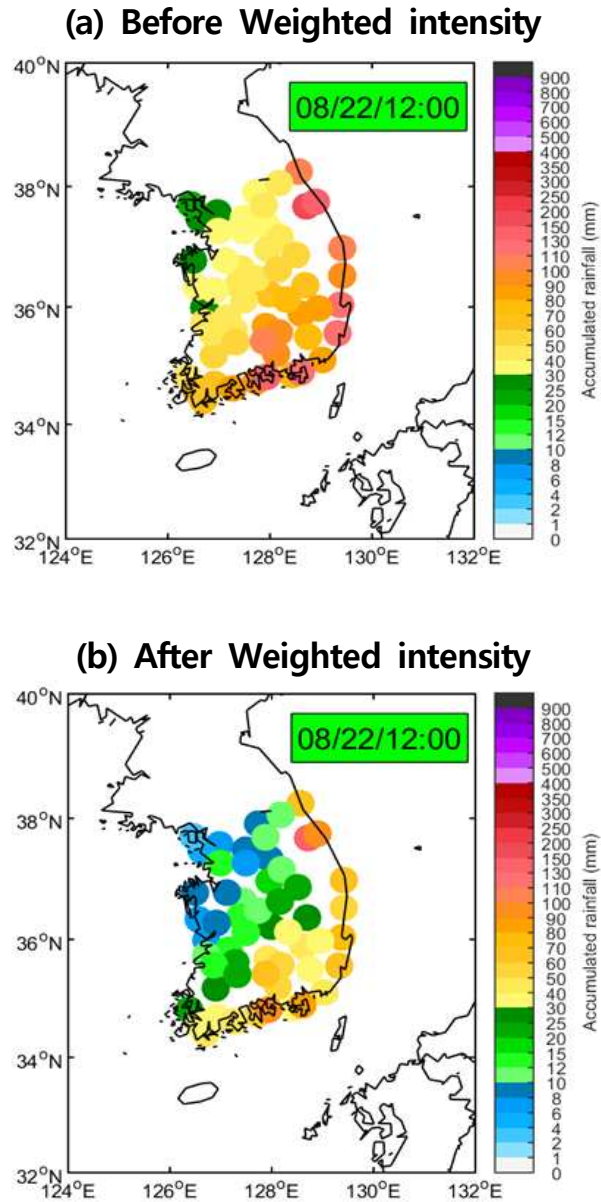 (a) Before Weighted intensity
40°N
38°N
36°N
34°N
32°N
124°E
126°E
128°E
130°E
132°E
08/22/12:00
900
800
700
600
500
400
350
300
250
200
150
130
110
100
90
80
70
60
50
40
30
25
20
15
12
10
8
6
4
2
1
0
Accumulated rainfall (mm)
(b) After Weighted intensity
40°N
38°N
36°N
34°N
32°N
124°E
126°E
128°E
130°E
132°E
08/22/12:00
900
800
700
600
500
400
350
300
250
200
150
130
110
100
90
80
70
60
50
40
30
25
20
15
12
10
8
6
4
2
1
0
Accumulated rainfall (mm)